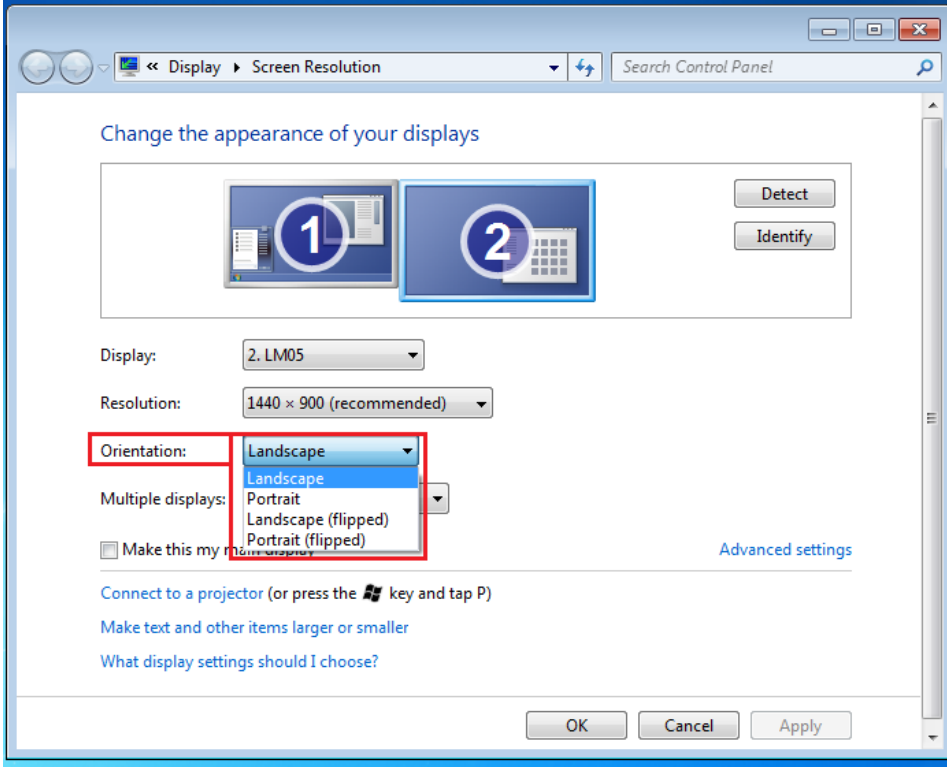 « Display ▸ Screen Resolution
Search Control Panel
Change the appearance of your displays
1
2
Detect
Identify
Display:
2. LM05
Resolution:
1440 × 900 (recommended)
Orientation:
Landscape
Landscape
Portrait
Landscape (flipped)
Portrait (flipped)
Multiple displays:
Make this my main display
Advanced settings
Connect to a projector (or press the key and tap P)
Make text and other items larger or smaller
What display settings should I choose?
OK
Cancel
Apply